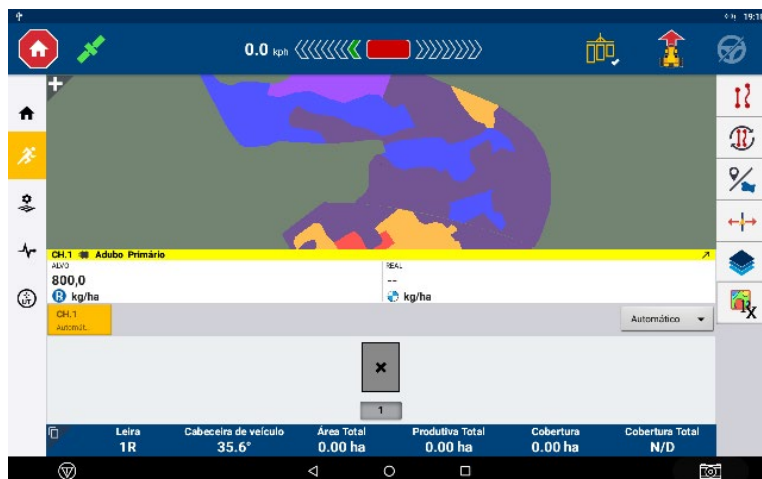 19:18
0.0 kph
CH.1 Adubo Primário
ALVO
REAL
800,0
--
R kg/ha
kg/ha
CH.1
Automát..
Automático
1
Leira
Cabeceira de veículo
Área Total
Produtiva Total
Cobertura
Cobertura Total
1R
35.6°
0.00 ha
0.00 ha
0.00 ha
N/D